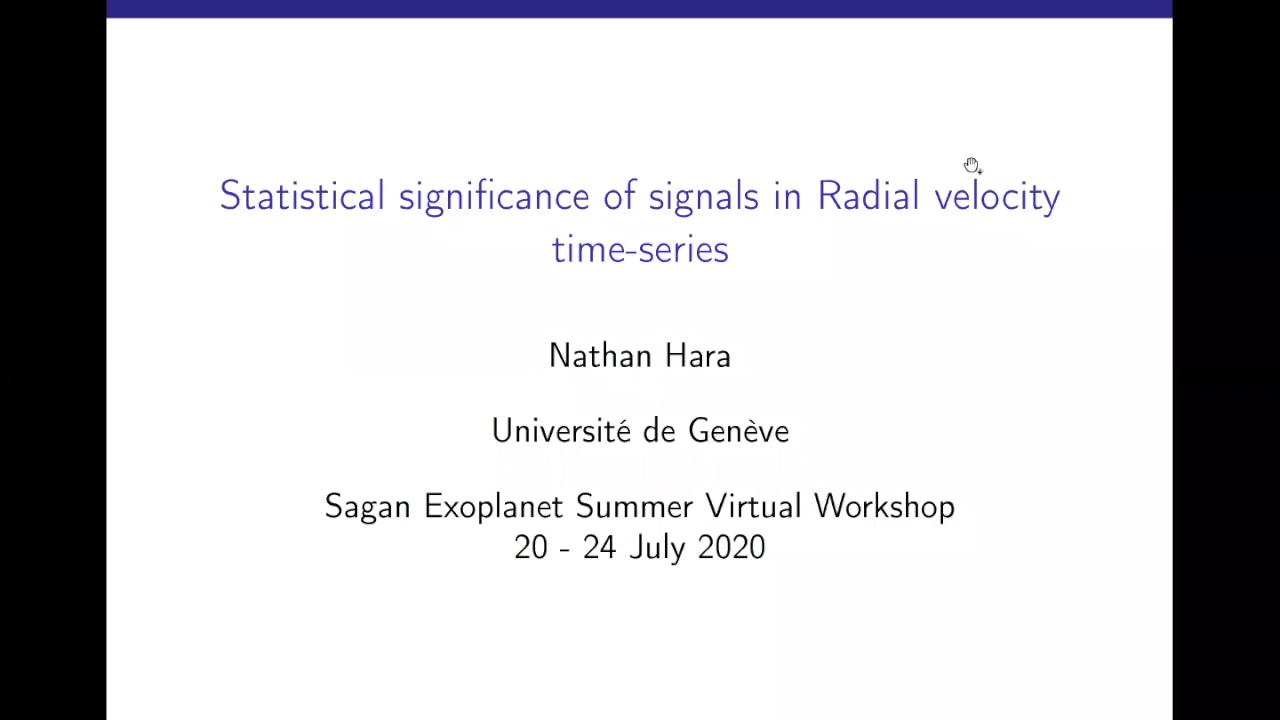 Statistical significance of signals in Radial velocity
time-series
Nathan Hara
Université de Genève
Sagan Exoplanet Summer Virtual Workshop
20 - 24 July 2020